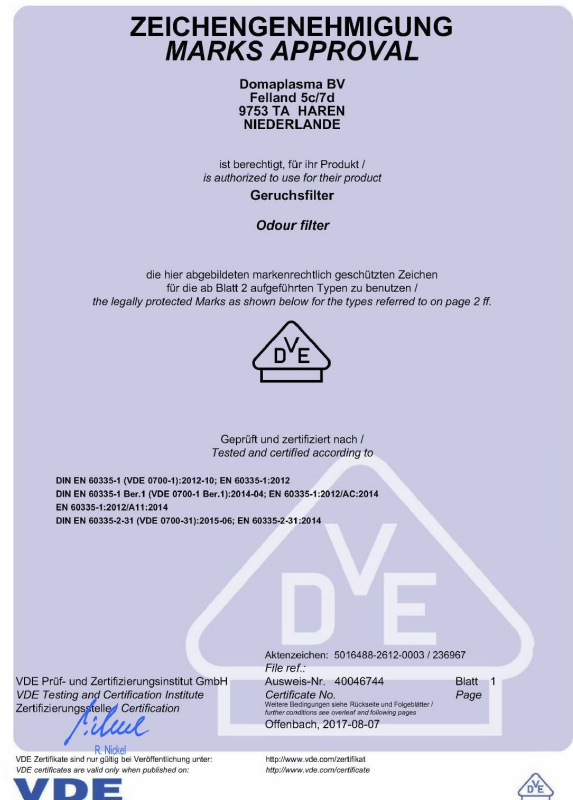 ZEICHENGENEHMIGUNG
MARKS APPROVAL
Domaplasma BV
Felland 5c/7d
9753 TA HAREN
NIEDERLANDE
ist berechtigt, für ihr Produkt /
is authorized to use for their product
Geruchsfilter
Odour filter
die hier abgebildeten markenrechtlich geschützten Zeichen
für die ab Blatt 2 aufgeführten Typen zu benutzen /
the legally protected Marks as shown below for the types referred to on page 2 ff.
DVE
Geprüft und zertifiziert nach /
Tested and certified according to
DIN EN 60335-1 (VDE 0700-1):2012-10; EN 60335-1:2012
DIN EN 60335-1 Ber.1 (VDE 0700-1 Ber.1):2014-04; EN 60335-1:2012/AC:2014
EN 60335-1:2012/A11:2014
DIN EN 60335-2-31 (VDE 0700-31):2015-06; EN 60335-2-31:2014
DVE
VDE Prüf- und Zertifizierungsinstitut GmbH
VDE Testing and Certification Institute
Zertifizierungsstelle / Certification
R. Nickel
Aktenzeichen: 5016488-2612-0003 / 236967
File ref.:
Ausweis-Nr. 40046744 Blatt 1
Certificate No. Page
Weitere Bedingungen siehe Rückseite und Folgeblätter /
further conditions see overleaf and following pages
Offenbach, 2017-08-07
VDE Zertifikate sind nur gültig bei Veröffentlichung unter: http://www.vde.com/zertifikat
VDE certificates are valid only when published on: http://www.vde.com/certificate
VDE
DVE